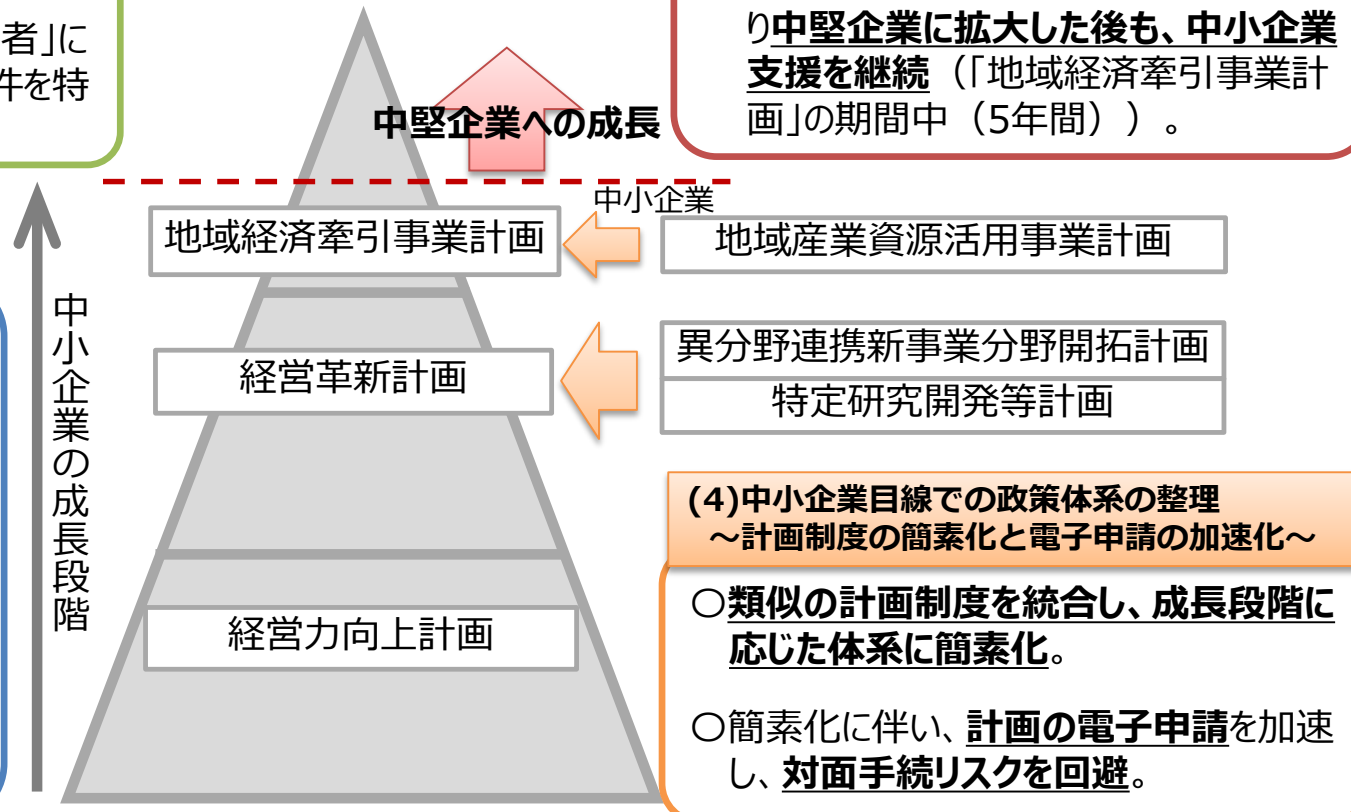 者」に
件を特
り中堅企業に拡大した後も、中小企業
支援を継続（「地域経済牽引事業計
画」の期間中（5年間））。
中堅企業への成長
中小企業
地域経済牽引事業計画
地域産業資源活用事業計画
中小企業の成長段階
経営革新計画
異分野連携新事業分野開拓計画
特定研究開発等計画
経営力向上計画
(4)中小企業目線での政策体系の整理
～計画制度の簡素化と電子申請の加速化～
○類似の計画制度を統合し、成長段階に
応じた体系に簡素化。
○簡素化に伴い、計画の電子申請を加速
し、対面手続リスクを回避。